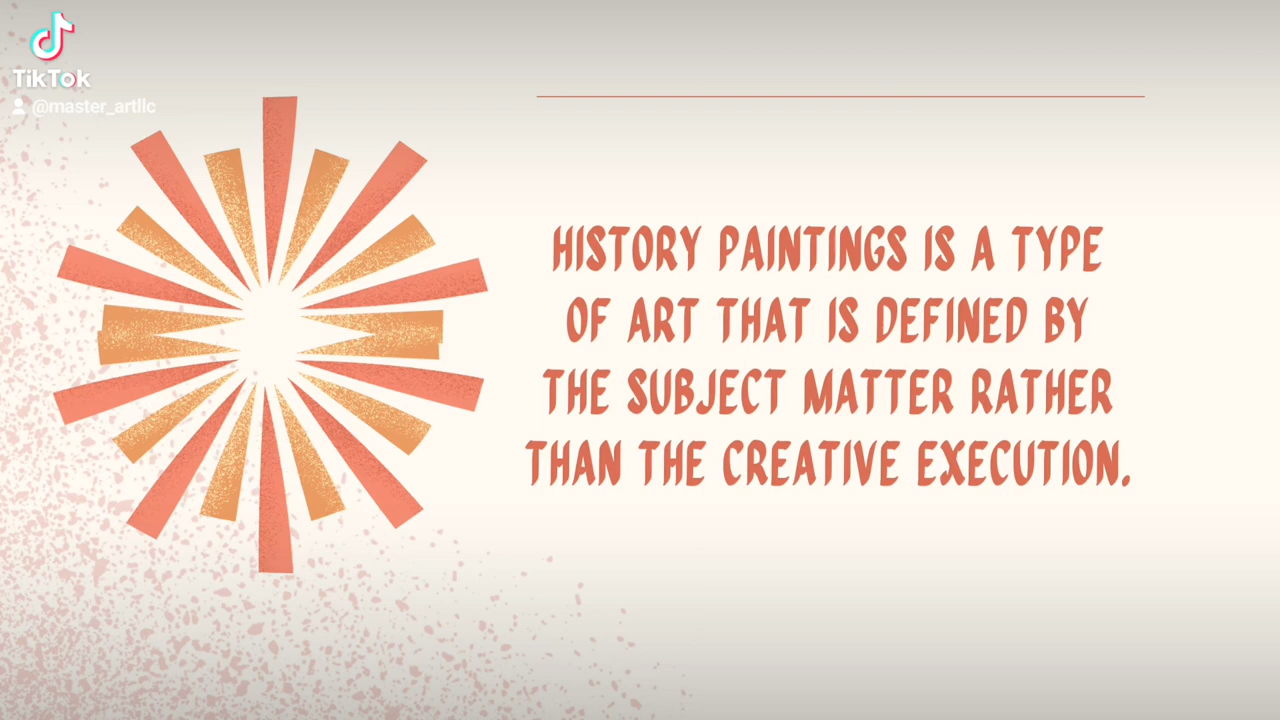 TikTok
@master_artllc
HISTORY PAINTINGS IS A TYPE
OF ART THAT IS DEFINED BY
THE SUBJECT MATTER RATHER
THAN THE CREATIVE EXECUTION.